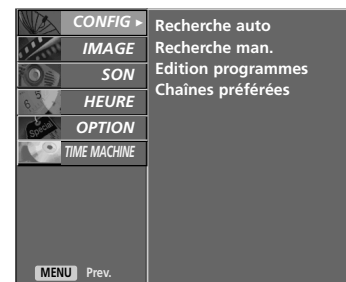 CONFIG ▸
IMAGE
SON
HEURE
OPTION
TIME MACHINE
Recherche auto
Recherche man.
Edition programmes
Chaînes préférées
MENU Prev.